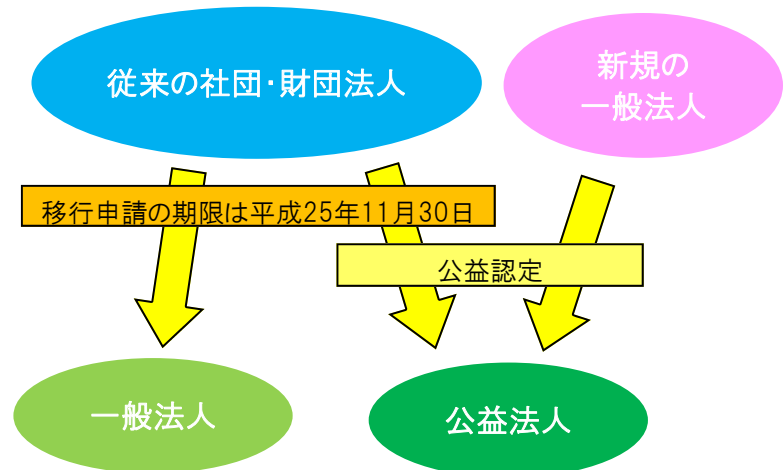 従来の社団・財団法人
新規の
一般法人
移行申請の期限は平成25年11月30日
公益認定
一般法人
公益法人